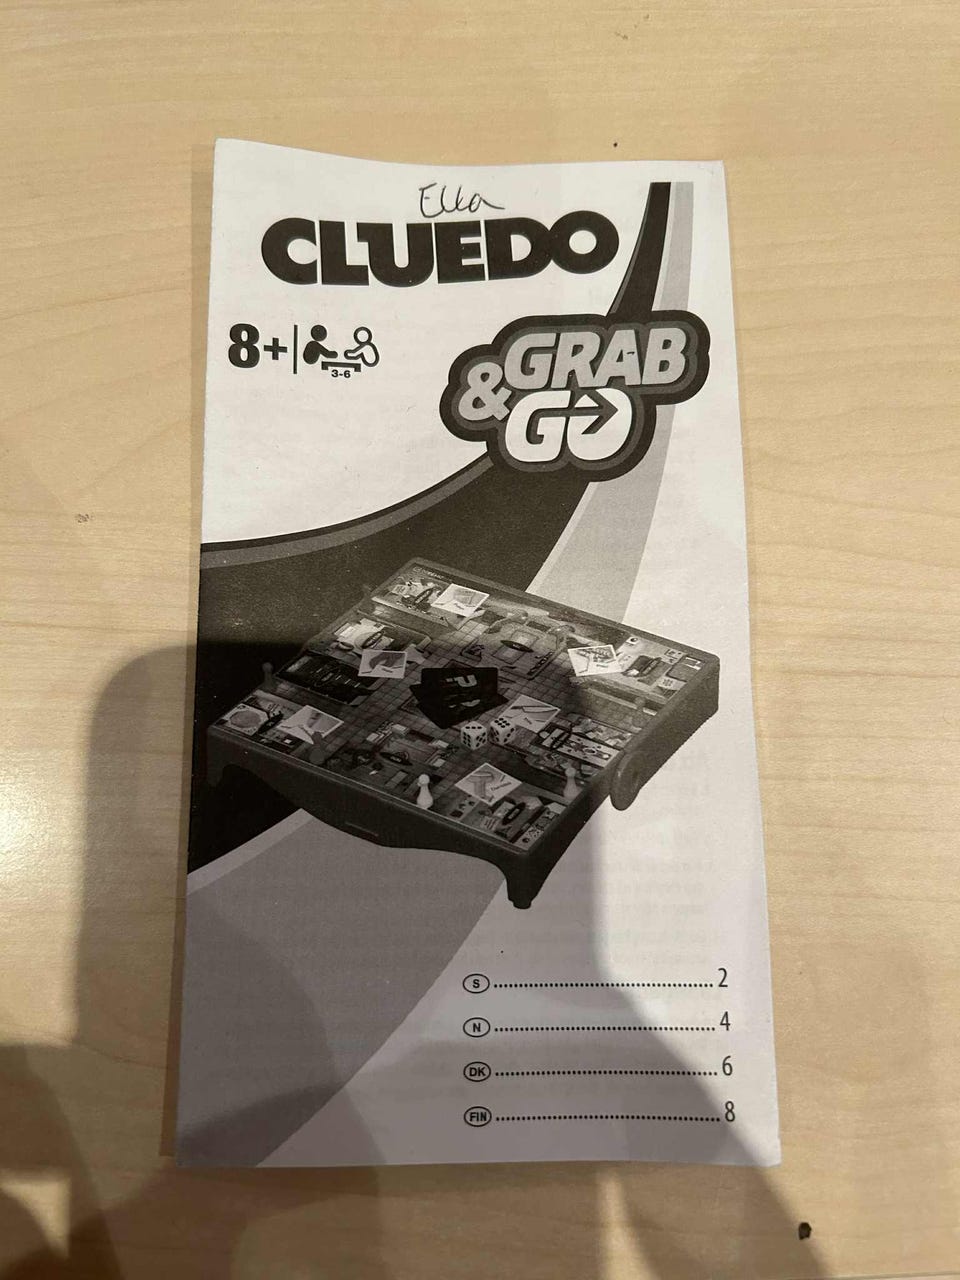 Ella
CLUEDO
8+
3-6
GRAB
& GO
S ........................................ 2
N ........................................ 4
DK ........................................ 6
FIN ........................................ 8